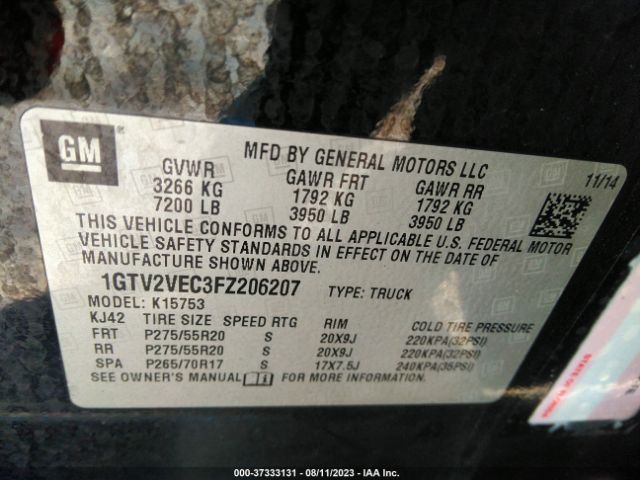 GM
MFD BY GENERAL MOTORS LLC
11/14
GVWR GAWR FRT GAWR RR
3266 KG 1792 KG 1792 KG
7200 LB 3950 LB 3950 LB
THIS VEHICLE CONFORMS TO ALL APPLICABLE U.S. FEDERAL MOTOR
VEHICLE SAFETY STANDARDS IN EFFECT ON THE DATE OF
MANUFACTURE SHOWN ABOVE.
1GTV2VEC3FZ206207 TYPE: TRUCK
MODEL: K15753
KJ42 TIRE SIZE SPEED RTG RIM COLD TIRE PRESSURE
FRT P275/55R20 S 20X9J 220KPA(32PSI)
RR P275/55R20 S 20X9J 220KPA(32PSI)
SPA P265/70R17 S 17X7.5J 240KPA(35PSI)
SEE OWNER'S MANUAL FOR MORE INFORMATION.
000-37333131 - 08/11/2023 - IAA Inc.